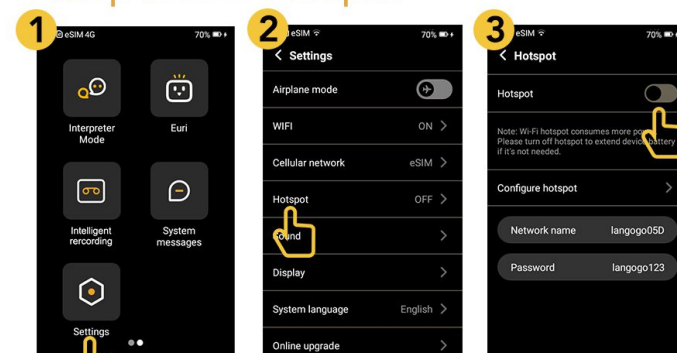 1
eSIM 4G 70%
Interpreter
Mode
Euri
Intelligent
rercording
System
messages
Settings
2
eSIM 70%
< Settings
Airplane mode
WIFI ON >
Cellular network eSIM >
Hotspot OFF >
Sound >
Display >
System language English >
Online upgrade >
3
eSIM 70%
< Hotspot
Hotspot
Note: Wi-Fi hotspot consumes more
Please turn off hotspot to extend device battery
if it's not needed.
Configure hotspot >
Network name langogo05D
Password langogo123